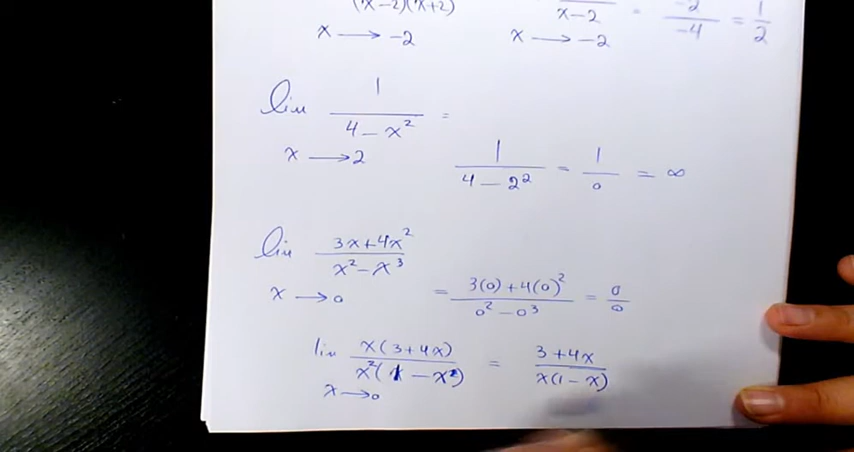 (x-2)(x+2) x-2 = -2/-4 = 1/2
x → -2 x → -2
lim 1/(4-x²) =
x → 2 1/(4-2²) = 1/0 = ∞
lim (3x+4x²)/(x²-x³)
x → 0 = (3(0)+4(0)²)/(0²-0³) = 0/0
lim x(3+4x)/x²(1-x) = (3+4x)/x(1-x)
x → 0